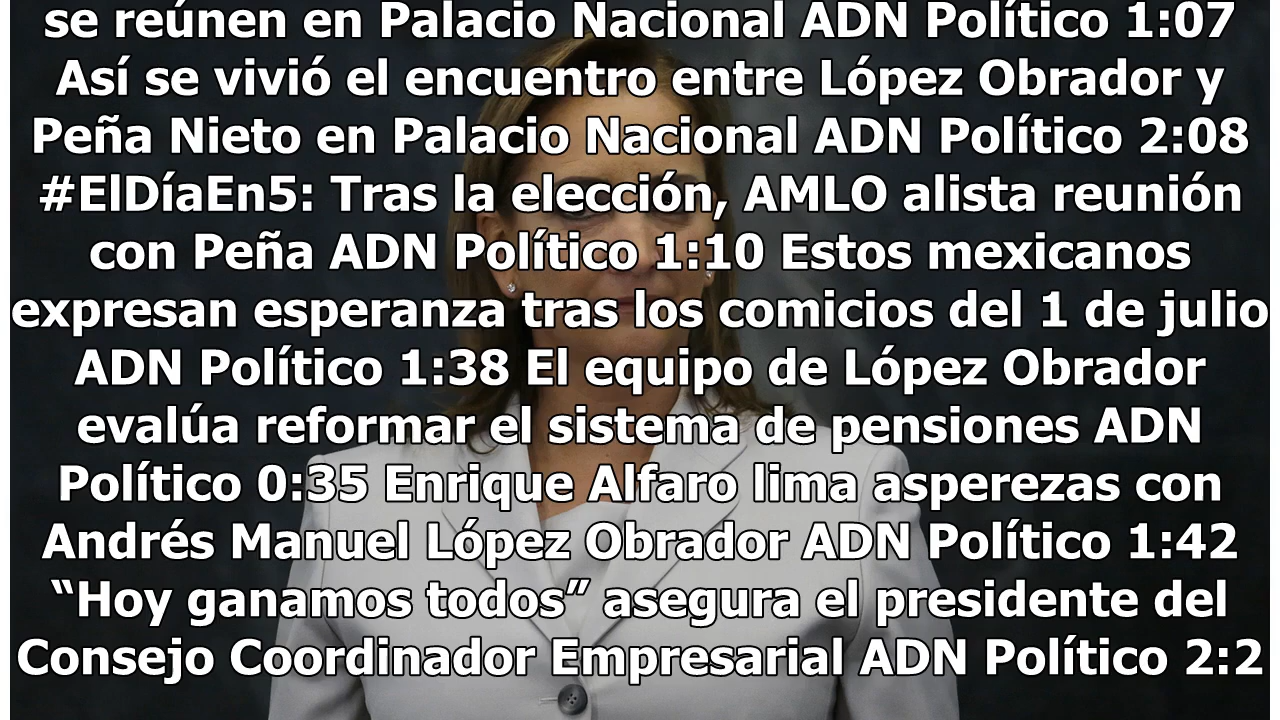 se reúnen en Palacio Nacional ADN Político 1:07
Así se vivió el encuentro entre López Obrador y
Peña Nieto en Palacio Nacional ADN Político 2:08
#ElDíaEn5: Tras la elección, AMLO alista reunión
con Peña ADN Político 1:10 Estos mexicanos
expresan esperanza tras los comicios del 1 de julio
ADN Político 1:38 El equipo de López Obrador
evalúa reformar el sistema de pensiones ADN
Político 0:35 Enrique Alfaro lima asperezas con
Andrés Manuel López Obrador ADN Político 1:42
“Hoy ganamos todos” asegura el presidente del
Consejo Coordinador Empresarial ADN Político 2:2